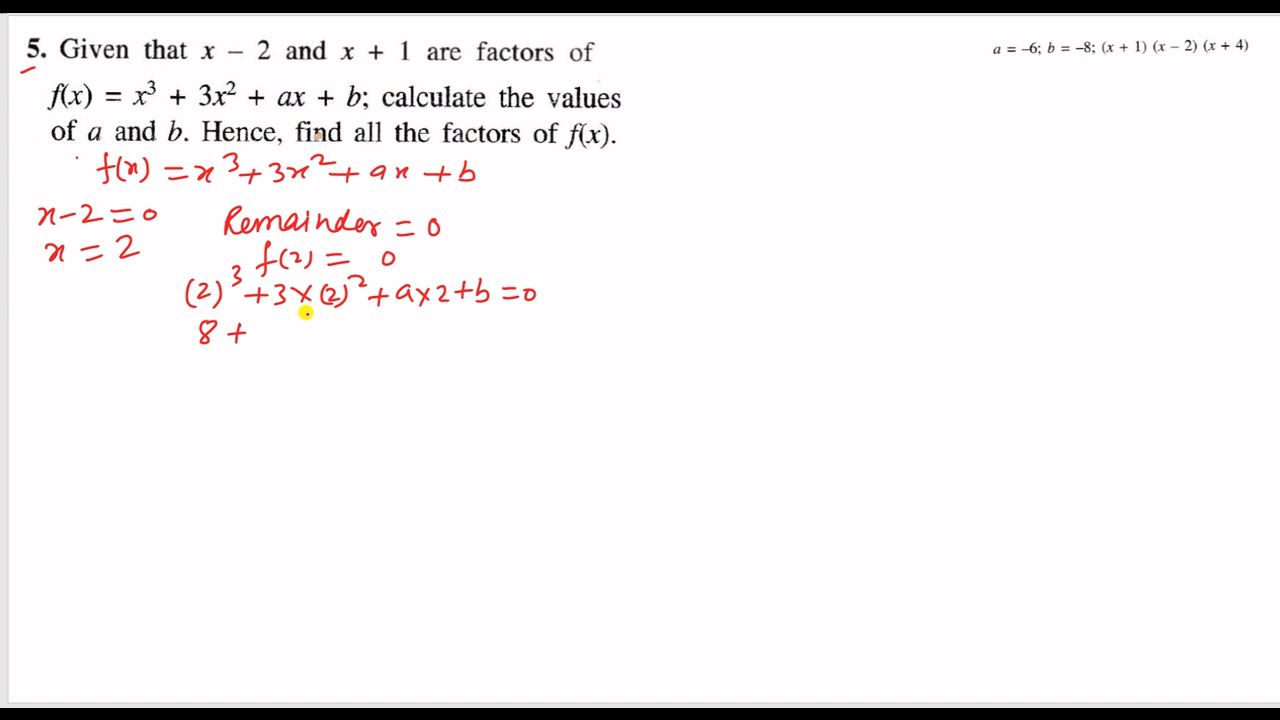 5. Given that x – 2 and x + 1 are factors of
f(x) = x³ + 3x² + ax + b; calculate the values
of a and b. Hence, find all the factors of f(x).
a = –6; b = –8; (x + 1) (x – 2) (x + 4)
f(x) = x³ + 3x² + ax + b
x - 2 = 0
x = 2
Remainder = 0
f(2) = 0
(2)³ + 3 × (2)² + a × 2 + b = 0
8 +